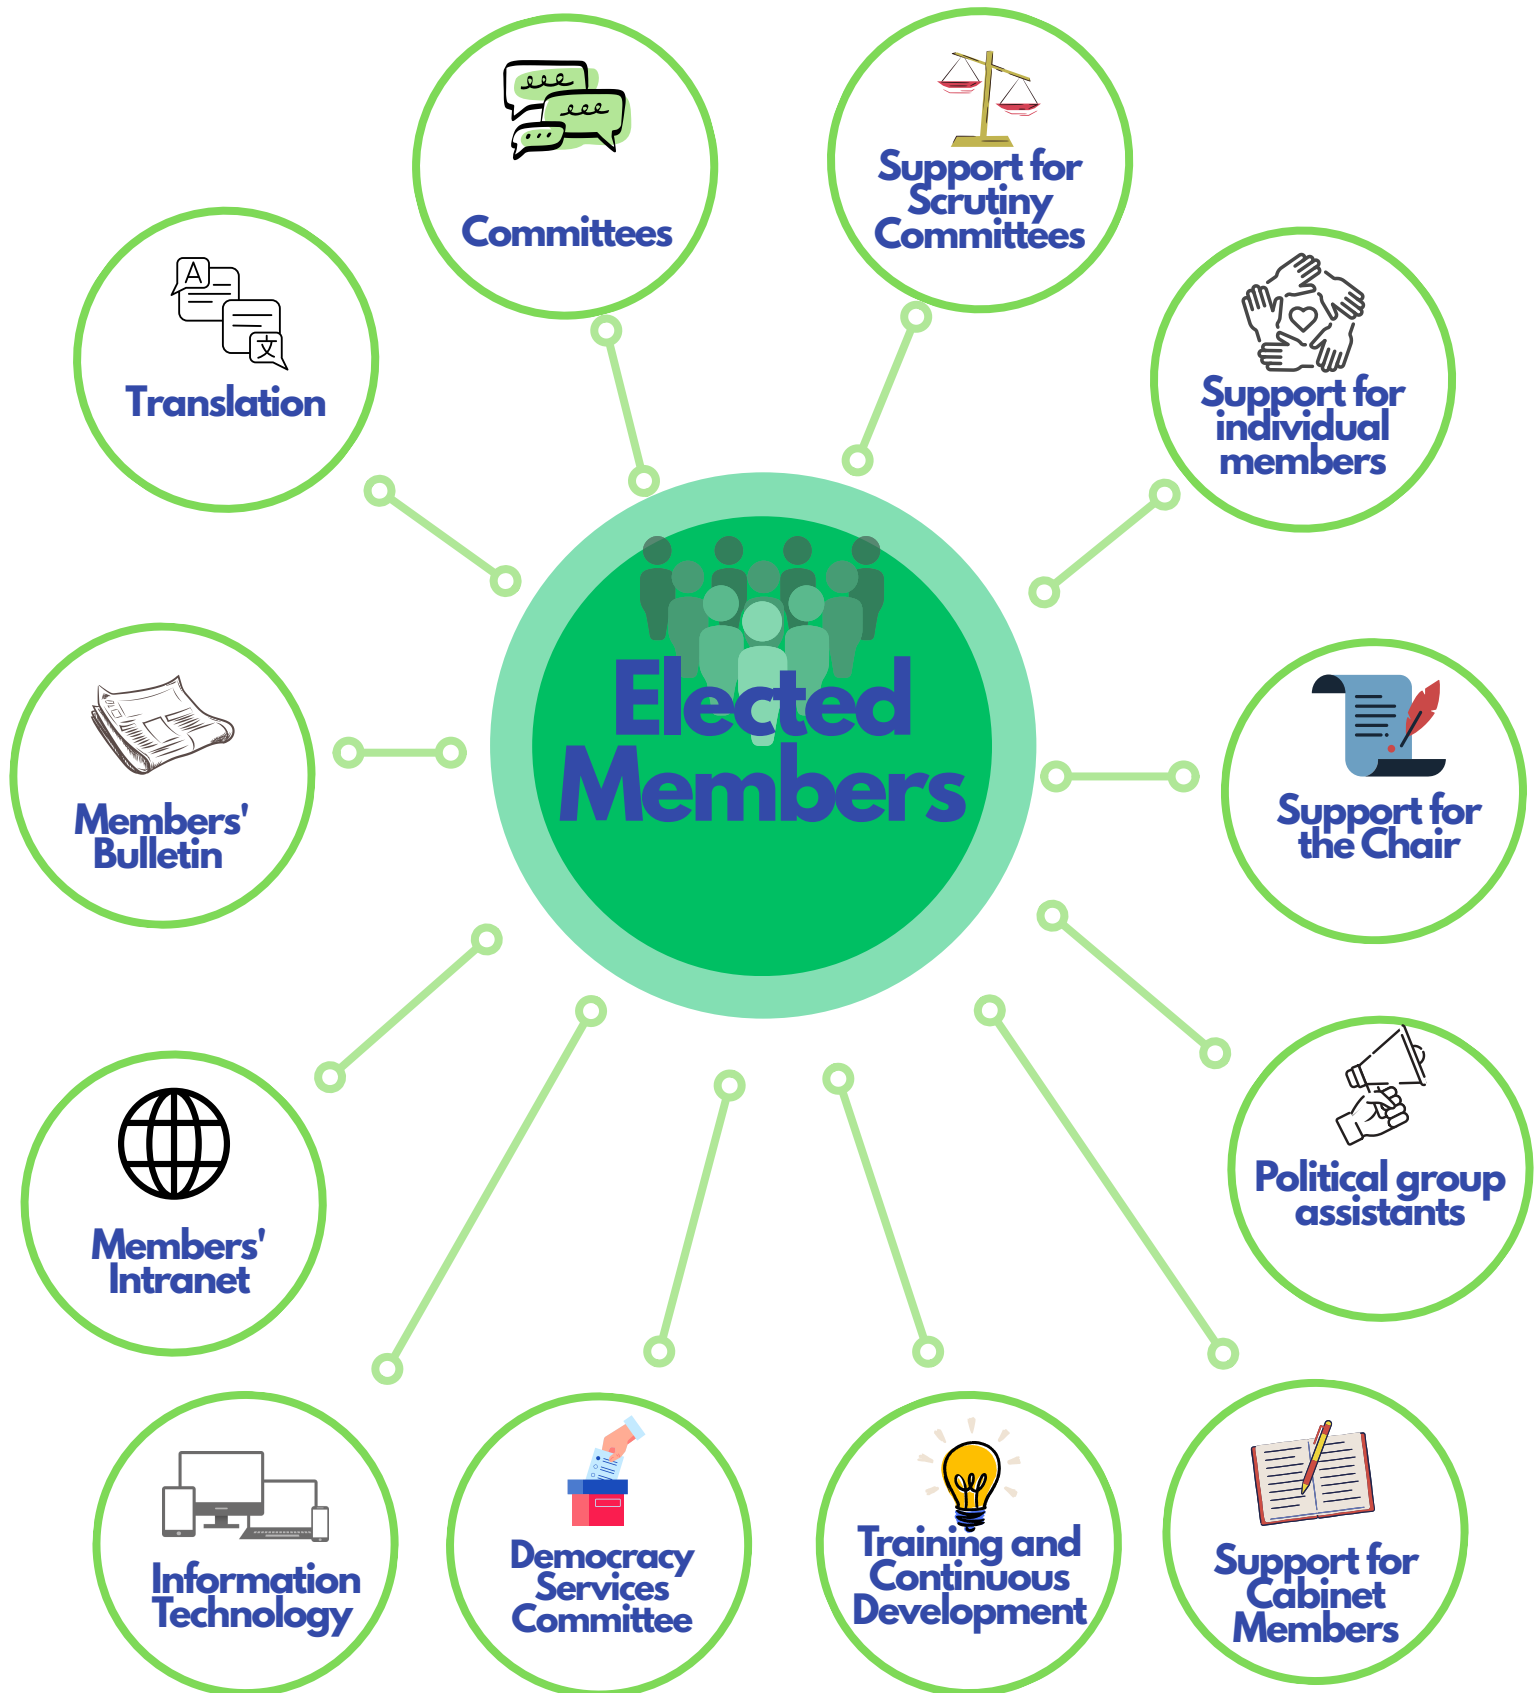 Committees
Support for
Scrutiny
Committees
A
文
Translation
Support for
individual
members
Elected
Members
Members'
Bulletin
Support for
the Chair
Political group
assistants
Members'
Intranet
Information
Technology
Democracy
Services
Committee
Training and
Continuous
Development
Support for
Cabinet
Members